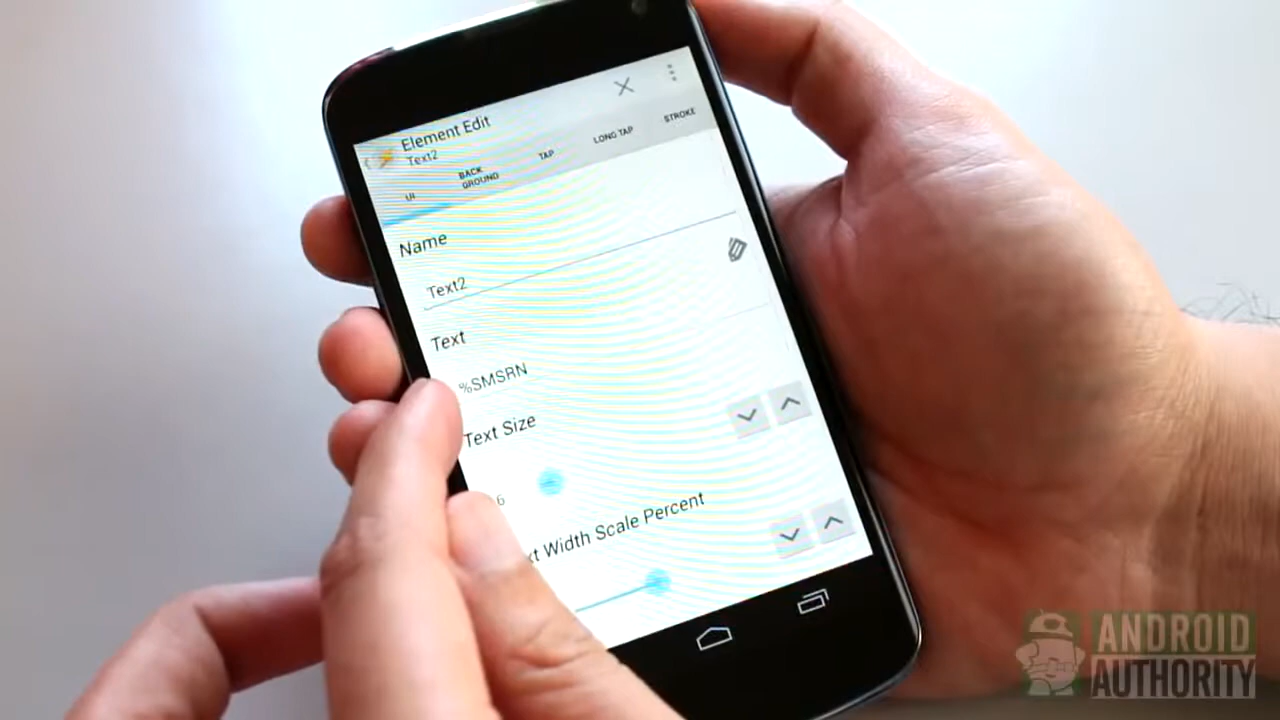 Element Edit
Text2
UI
BACK
GROUND
TAP
LONG TAP
STROKE
Name
Text2
Text
%SMSRN
Text Size
6
xt Width Scale Percent
ANDROID
AUTHORITY